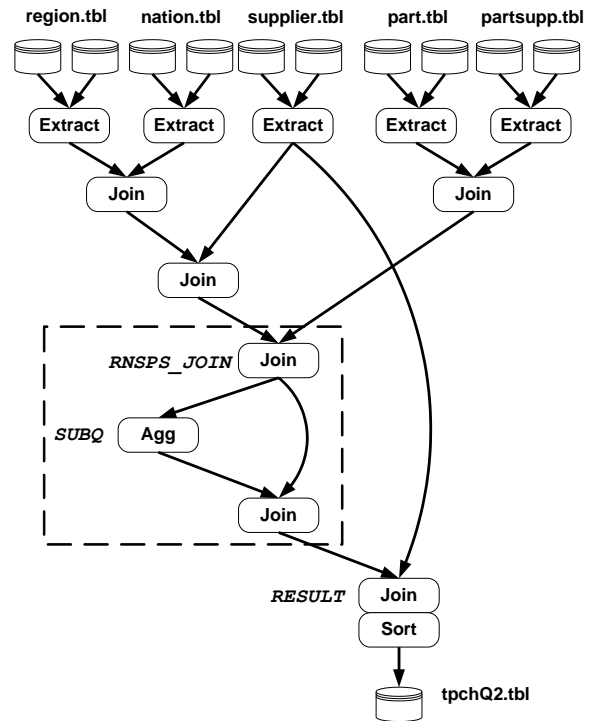 region.tbl nation.tbl supplier.tbl part.tbl partsupp.tbl
Extract Extract Extract Extract Extract
Join Join
Join
RNSPS_JOIN Join
SUBQ Agg
Join
RESULT Join
Sort
tpchQ2.tbl